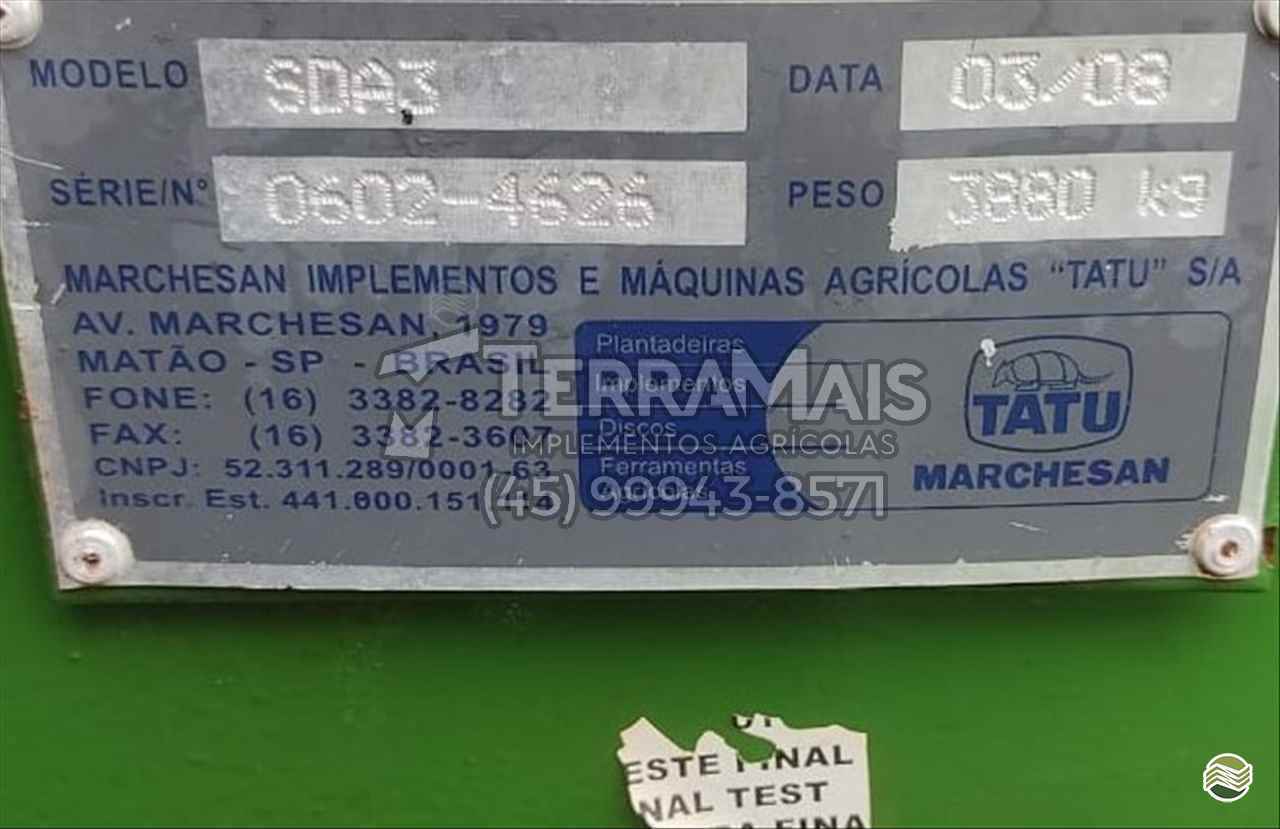 MODELO SDA3 DATA 03/08
SÉRIE/N° 0602-4626 PESO 3880 kg
MARCHESAN IMPLEMENTOS E MÁQUINAS AGRÍCOLAS "TATU" S/A
AV. MARCHESAN, 1979
MATÃO - SP - BRASIL
FONE: (16) 3382-8282
FAX: (16) 3382-3607
CNPJ: 52.311.289/0001-63
Inscr. Est. 441.000.151.114
Plantadeiras
Implementos
Discos
Ferramentas
Agrícolas
TATU
MARCHESAN
TERRAMAIS
IMPLEMENTOS AGRÍCOLAS
(45) 99943-8571
ESTE FINAL
NAL TEST
FINA